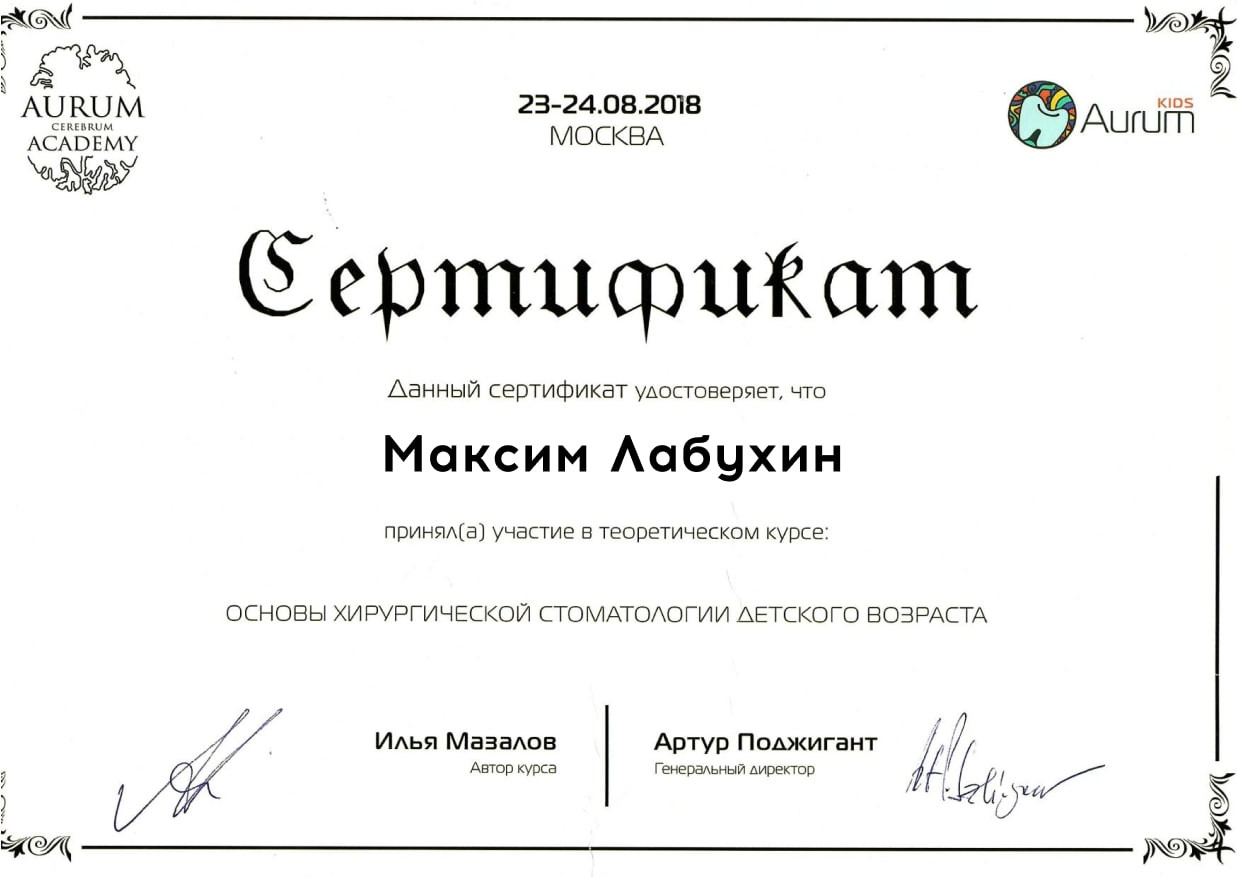 AURUM
CEREBRUM
ACADEMY
23-24.08.2018
МОСКВА
KIDS
Aurum
Сертификат
Данный сертификат удостоверяет, что
Максим Лабухин
принял(а) участие в теоретическом курсе:
ОСНОВЫ ХИРУРГИЧЕСКОЙ СТОМАТОЛОГИИ ДЕТСКОГО ВОЗРАСТА
Илья Мазалов
Автор курса
Артур Поджигант
Генеральный директор